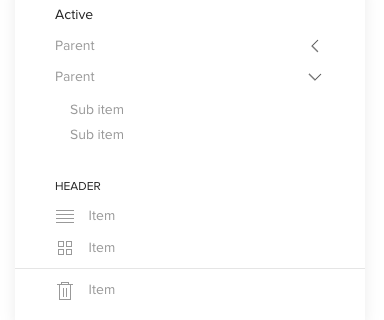 Active
Parent
Parent
Sub item
Sub item
HEADER
Item
Item
Item